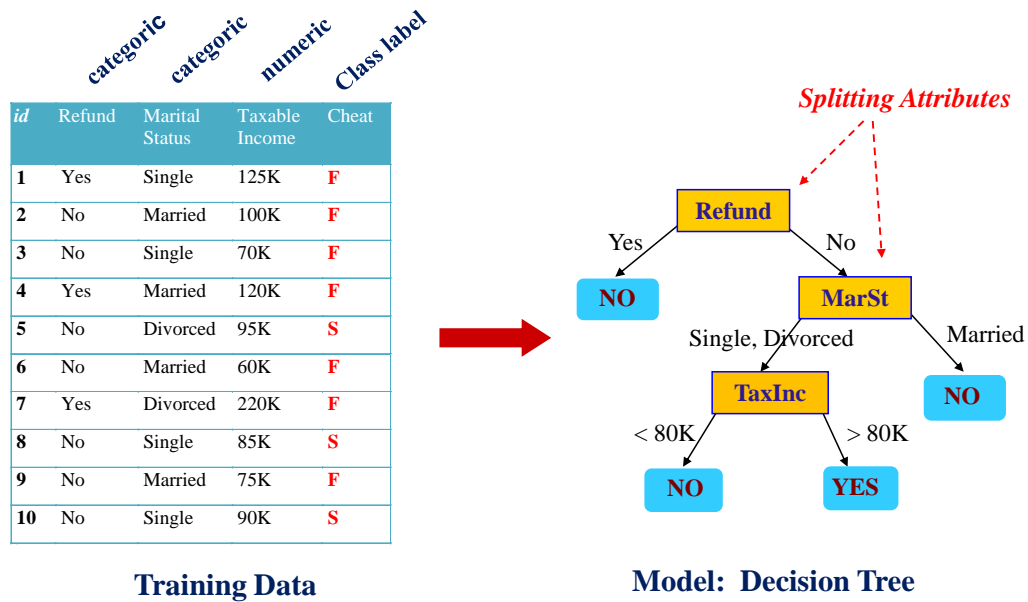 categoric categoric numeric Class label
id Refund Marital Status Taxable Income Cheat
1 Yes Single 125K F
2 No Married 100K F
3 No Single 70K F
4 Yes Married 120K F
5 No Divorced 95K S
6 No Married 60K F
7 Yes Divorced 220K F
8 No Single 85K S
9 No Married 75K F
10 No Single 90K S
Training Data
Splitting Attributes
Refund
Yes No
NO MarSt
Single, Divorced Married
TaxInc NO
< 80K > 80K
NO YES
Model: Decision Tree